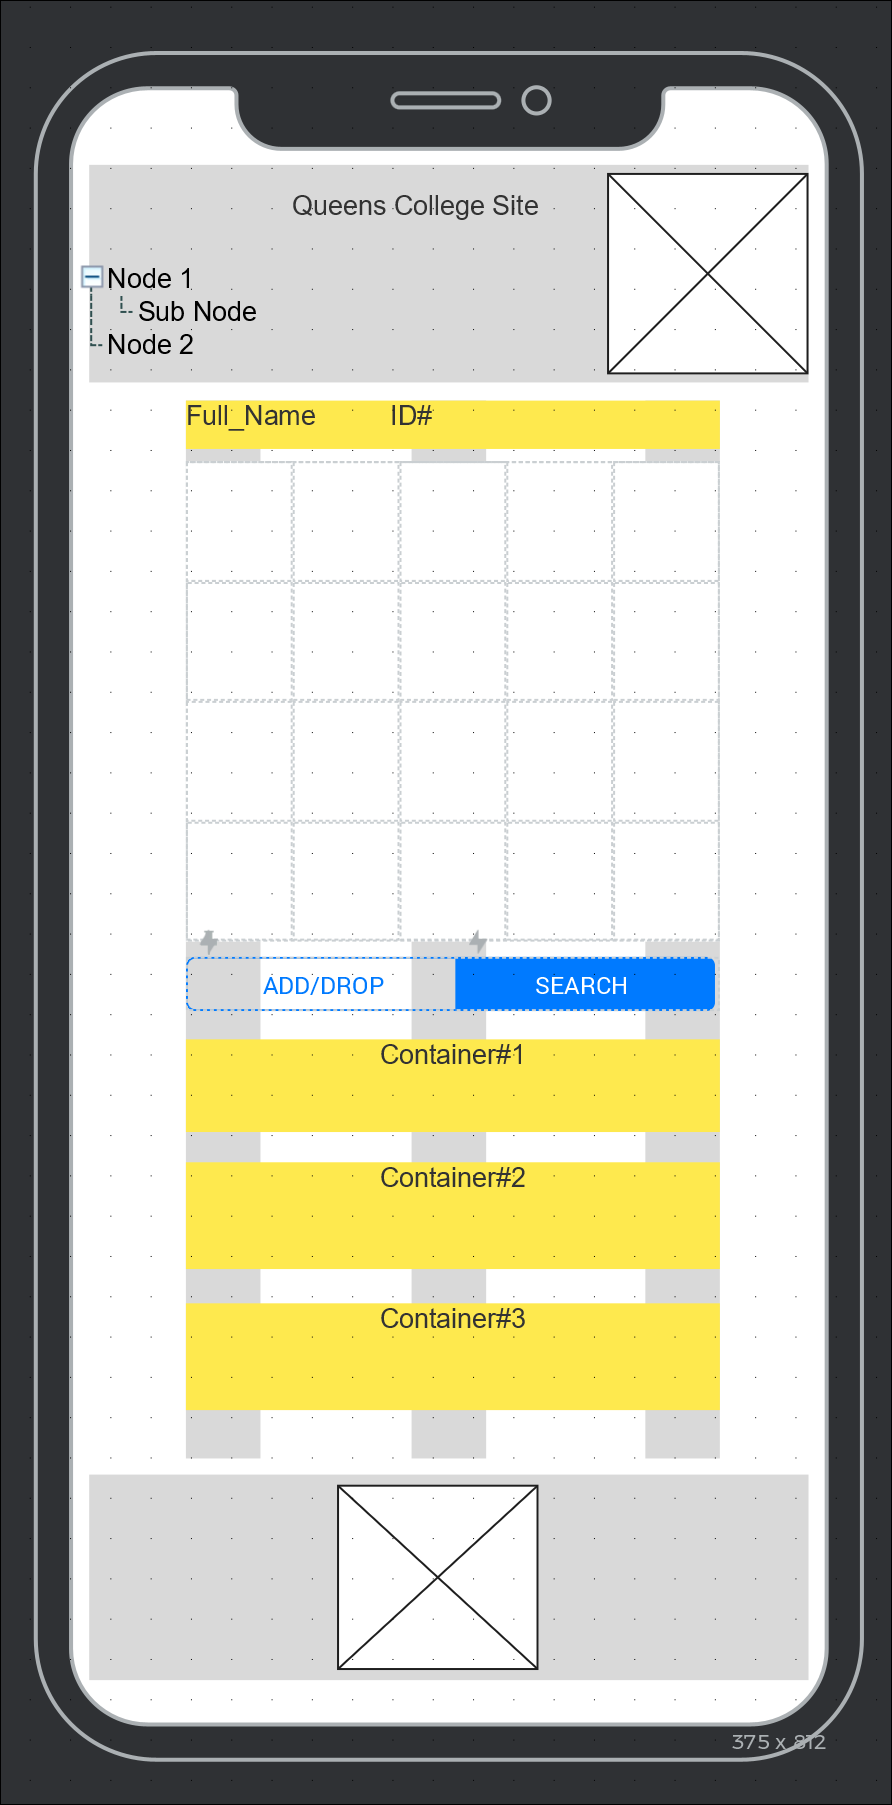 Queens College Site
Node 1
Sub Node
Node 2
Full_Name ID#
ADD/DROP SEARCH
Container#1
Container#2
Container#3
375 x 812